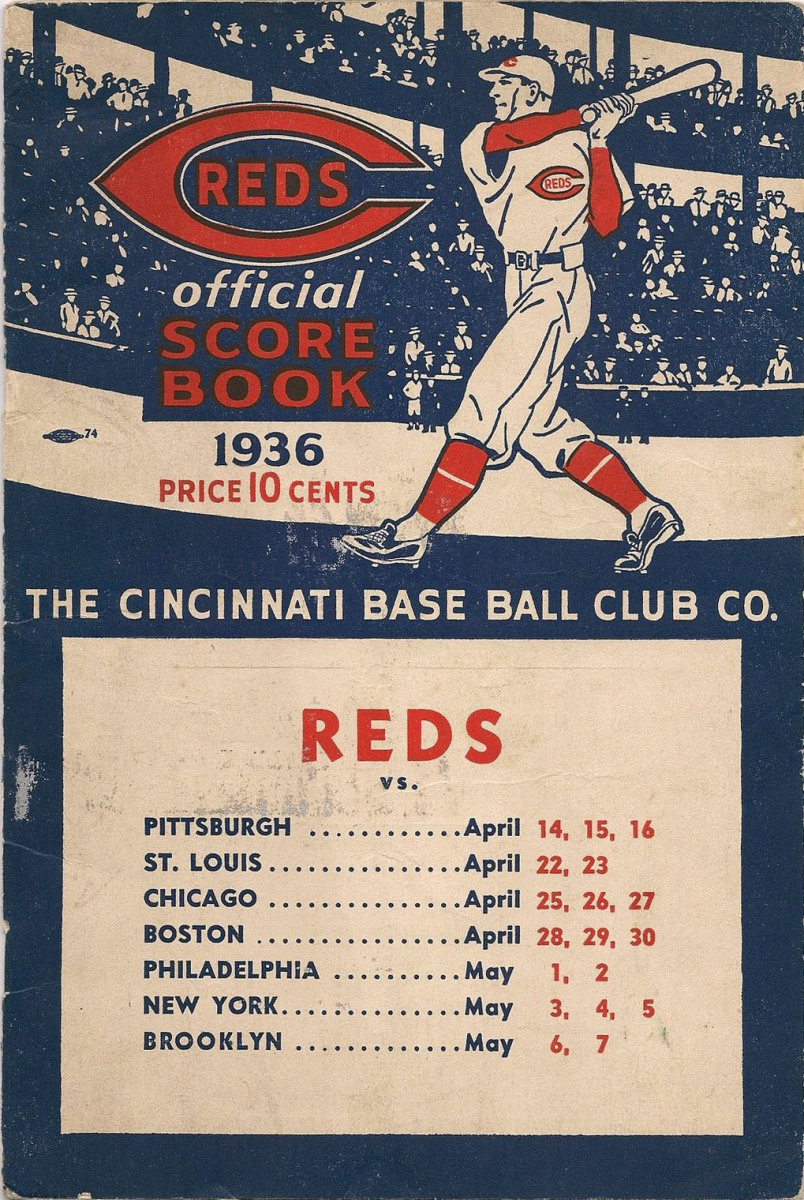 C
REDS
REDS
official
SCORE
BOOK
74
1936
PRICE 10 CENTS
THE CINCINNATI BASE BALL CLUB CO.
REDS
vs.
PITTSBURGH ............April 14, 15, 16
ST. LOUIS...............April 22, 23
CHICAGO ...............April 25, 26, 27
BOSTON ................April 28, 29, 30
PHILADELPHIA ..........May 1, 2
NEW YORK..............May 3, 4, 5
BROOKLYN .............May 6, 7